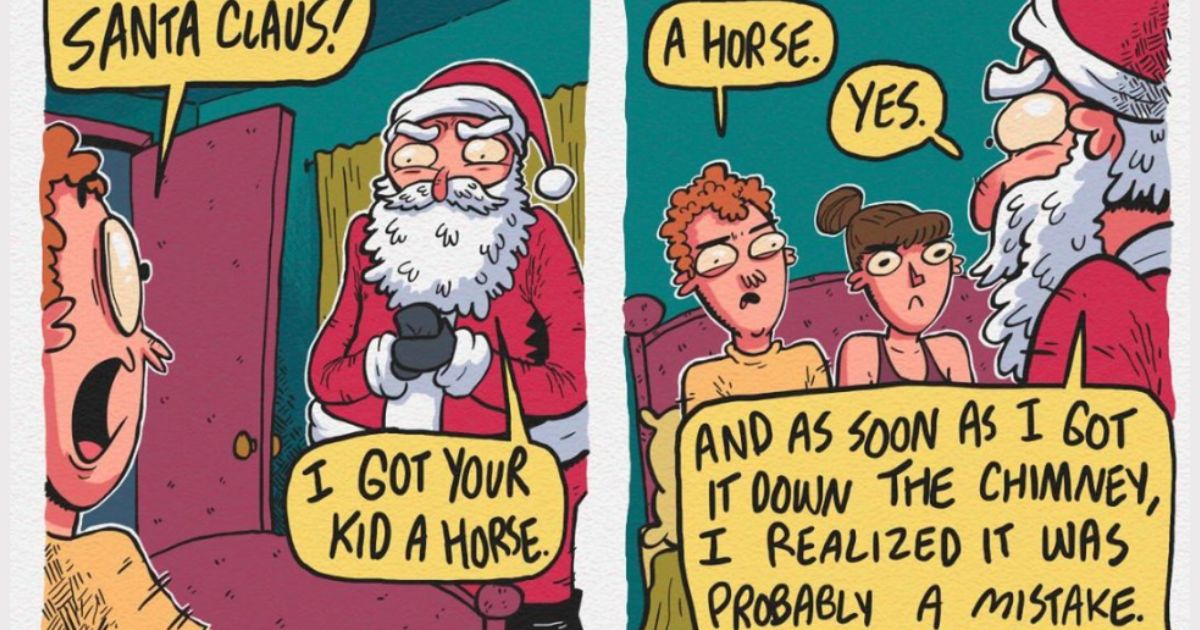 SANTA CLAUS!
I GOT YOUR
KID A HORSE.
A HORSE.
YES.
AND AS SOON AS I GOT
IT DOWN THE CHIMNEY,
I REALIZED IT WAS
PROBABLY A MISTAKE.